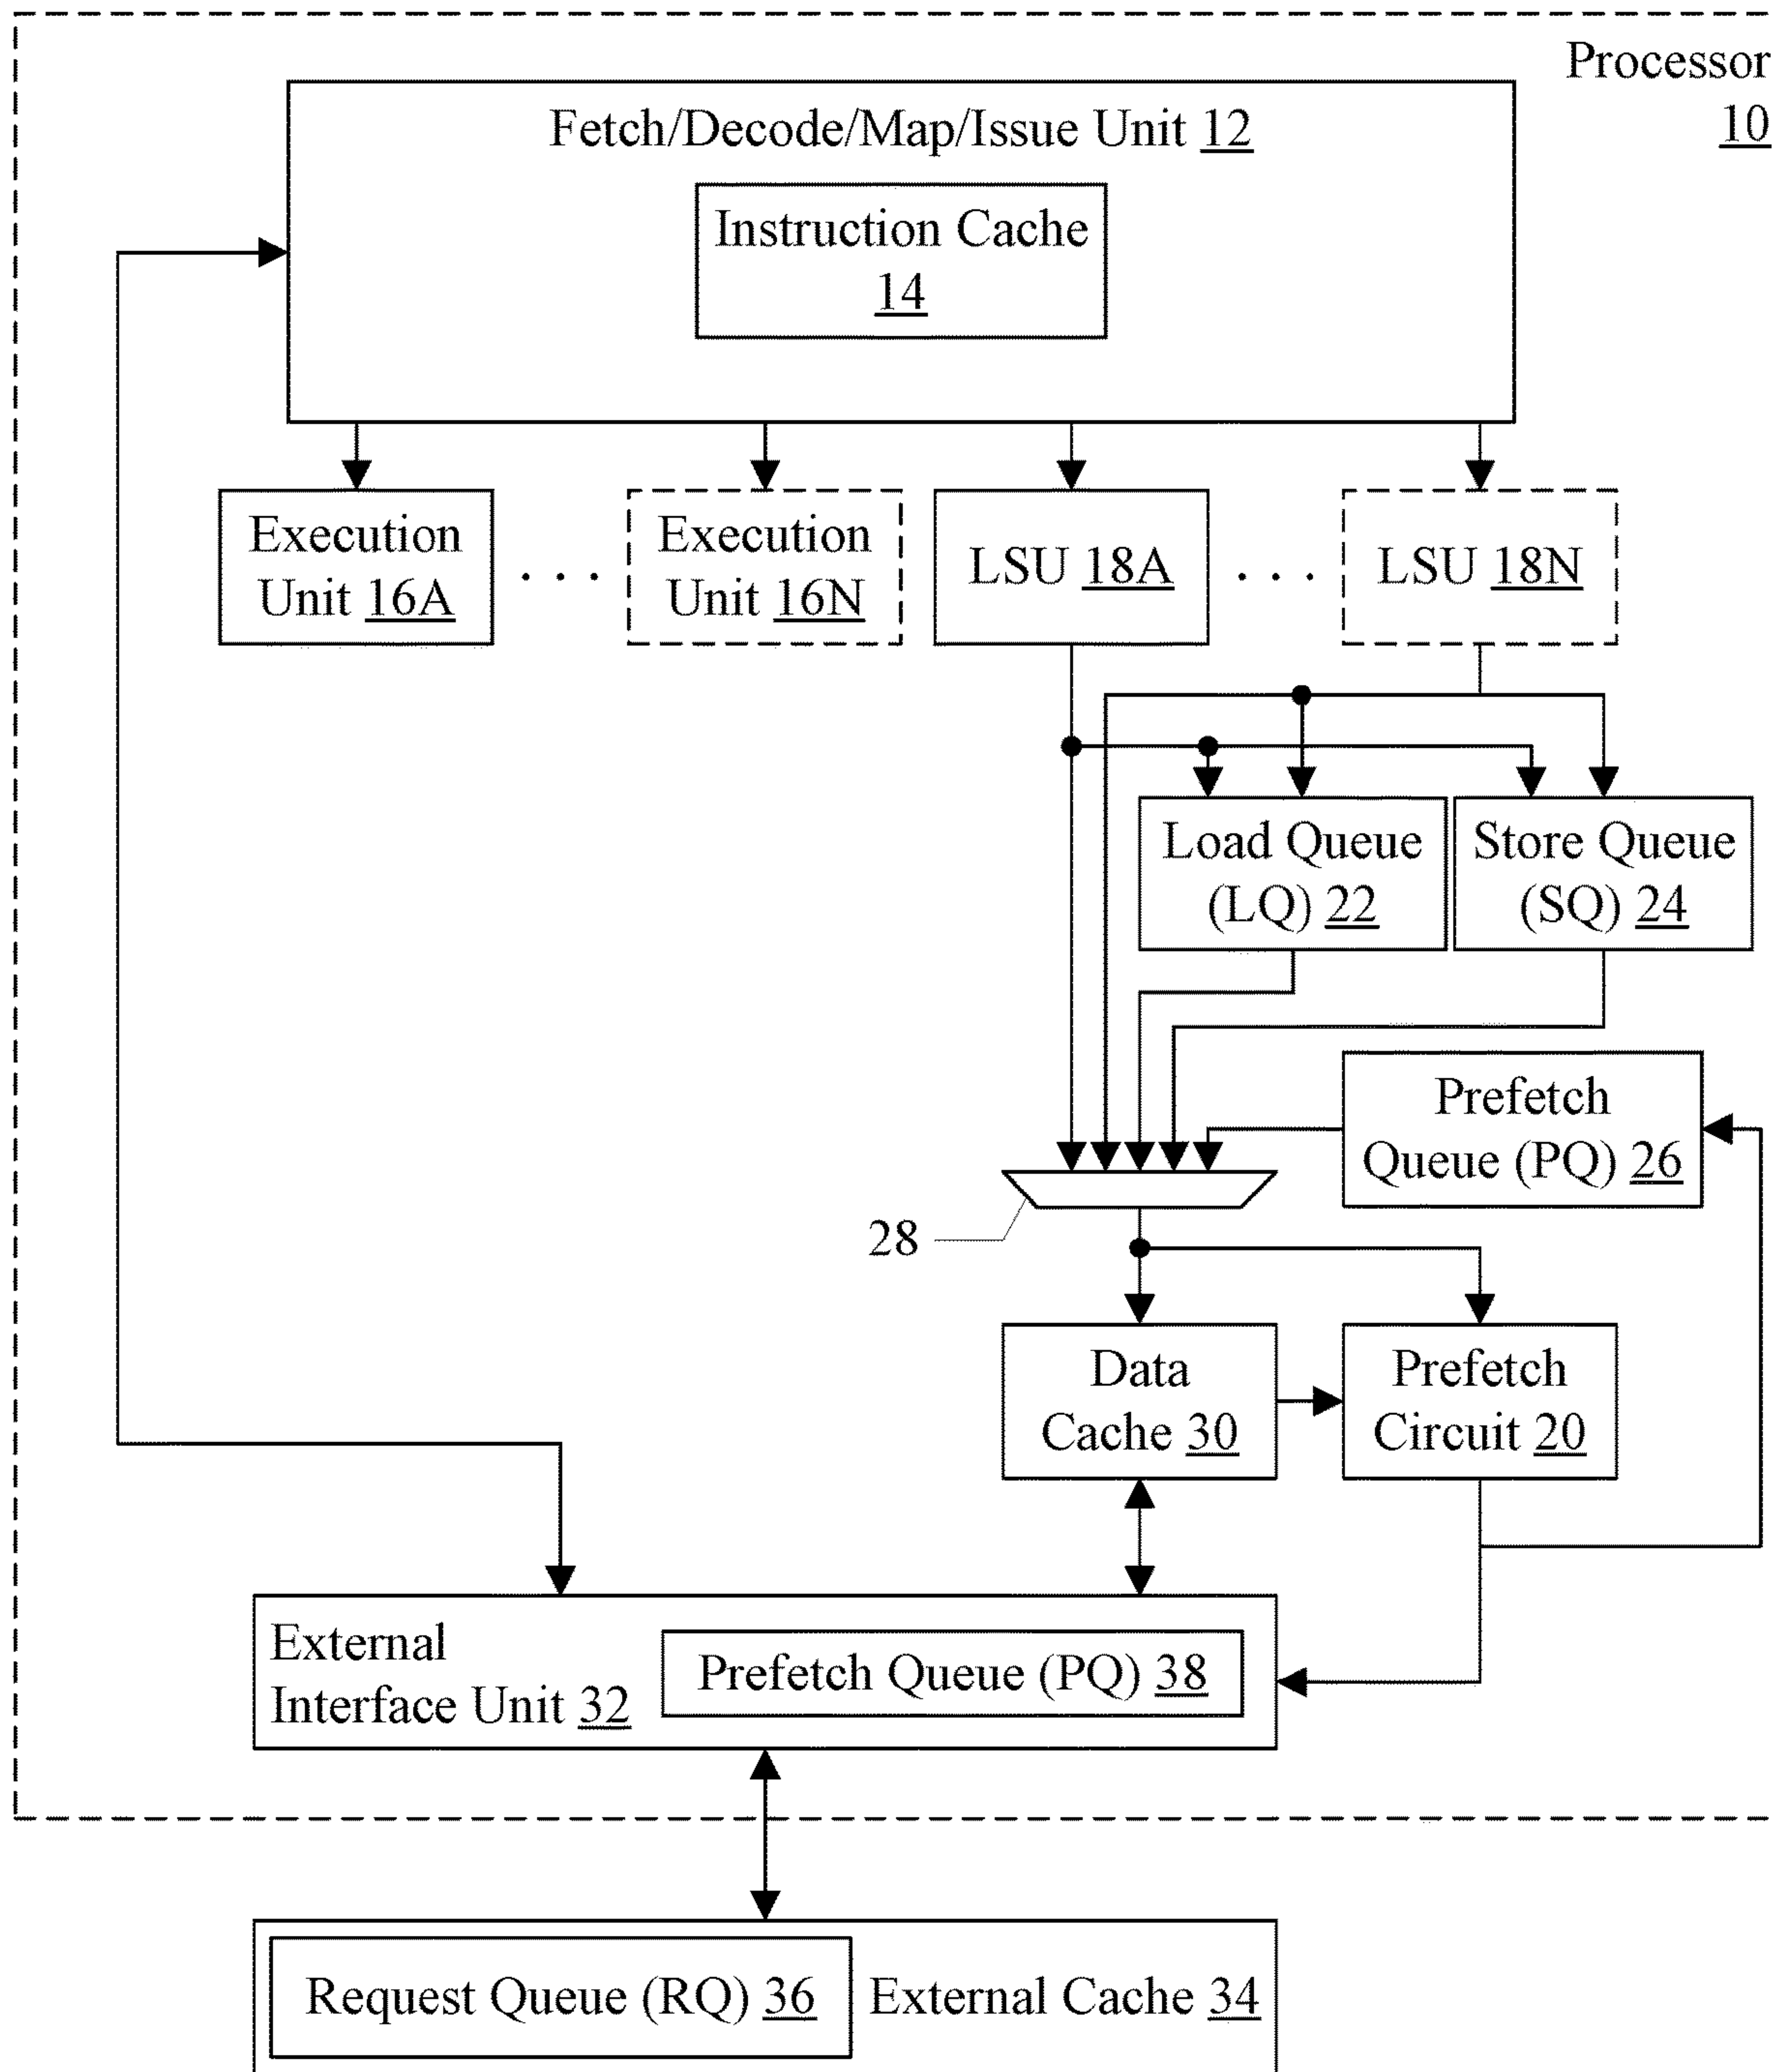 Processor
10
Fetch/Decode/Map/Issue Unit 12
Instruction Cache
14
Execution
Unit 16A
. . .
Execution
Unit 16N
LSU 18A
. . .
LSU 18N
Load Queue
(LQ) 22
Store Queue
(SQ) 24
Prefetch
Queue (PQ) 26
28
Data
Cache 30
Prefetch
Circuit 20
External
Interface Unit 32
Prefetch Queue (PQ) 38
Request Queue (RQ) 36
External Cache 34